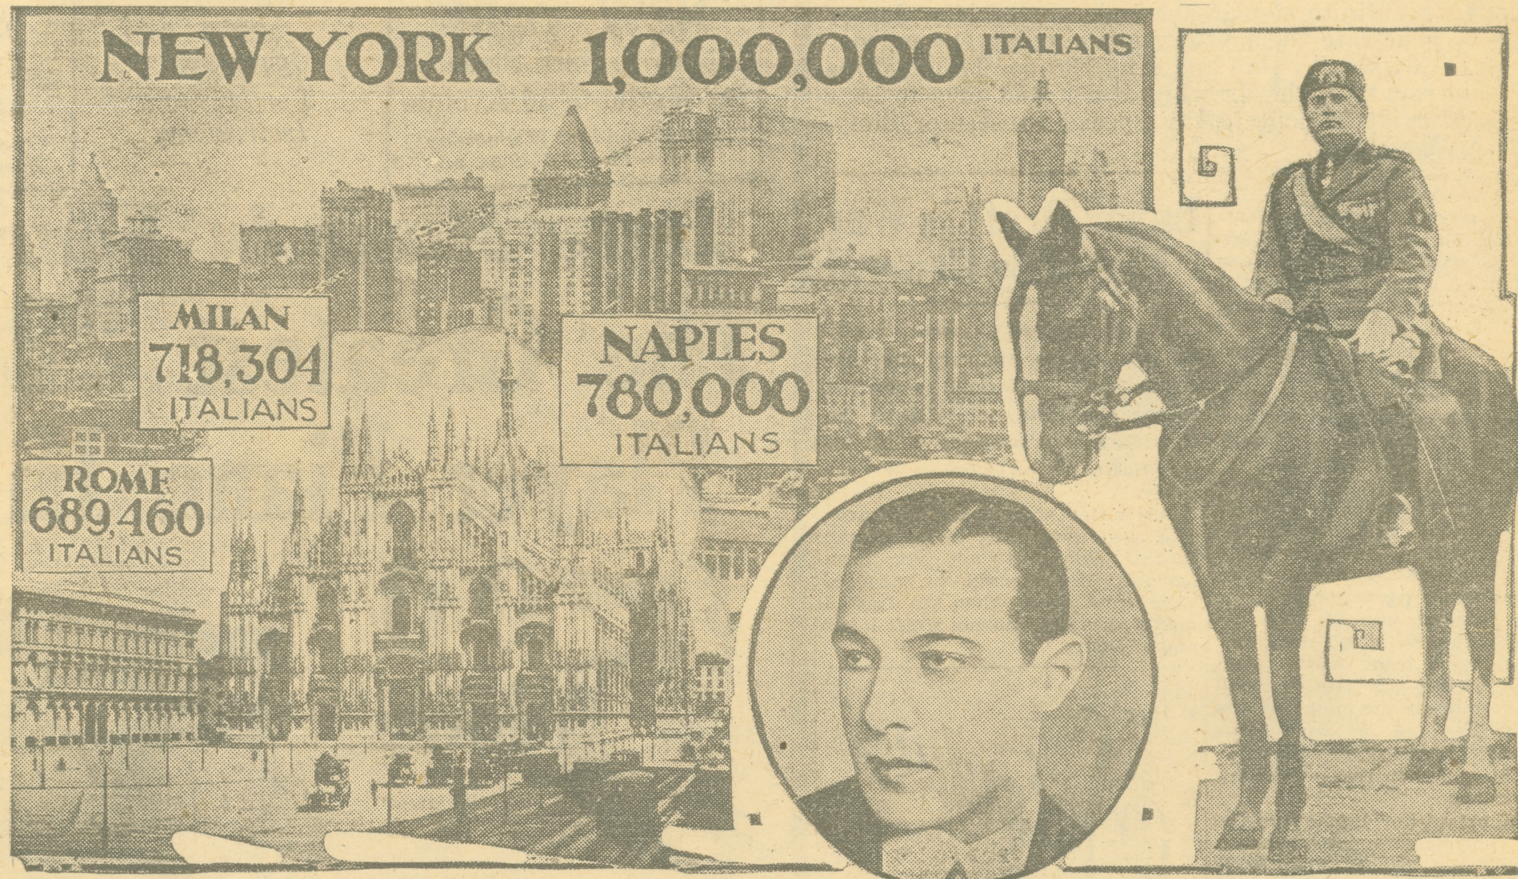 NEW YORK 1,000,000 ITALIANS
MILAN
718,304
ITALIANS
NAPLES
780,000
ITALIANS
ROME
689,460
ITALIANS